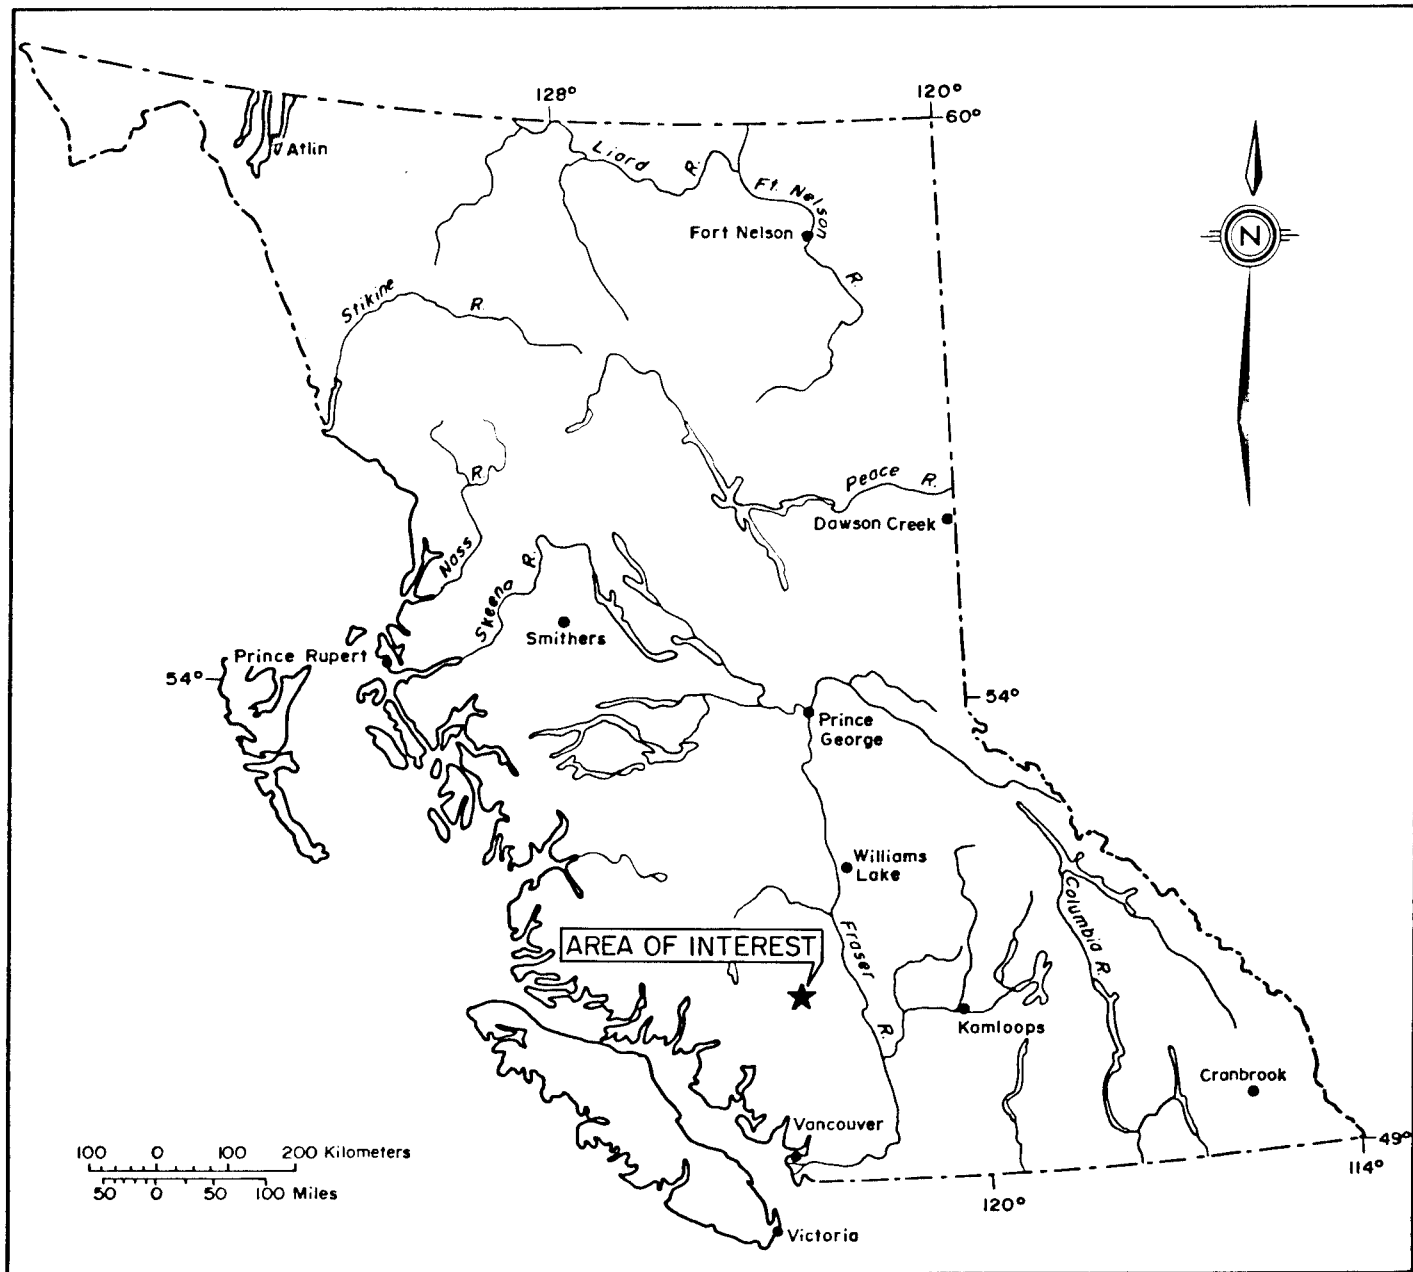 128°
120°
60°
Atlin
Liard R.
Ft. Nelson R.
Fort Nelson
N
Stikine R.
Peace R.
Dawson Creek
Nass R.
Skeena R.
Smithers
Prince Rupert
54°
54°
Prince
George
Williams
Lake
Columbia R.
Fraser R.
AREA OF INTEREST
Kamloops
Cranbrook
Vancouver
49°
114°
120°
Victoria
100 0 100 200 Kilometers
50 0 50 100 Miles